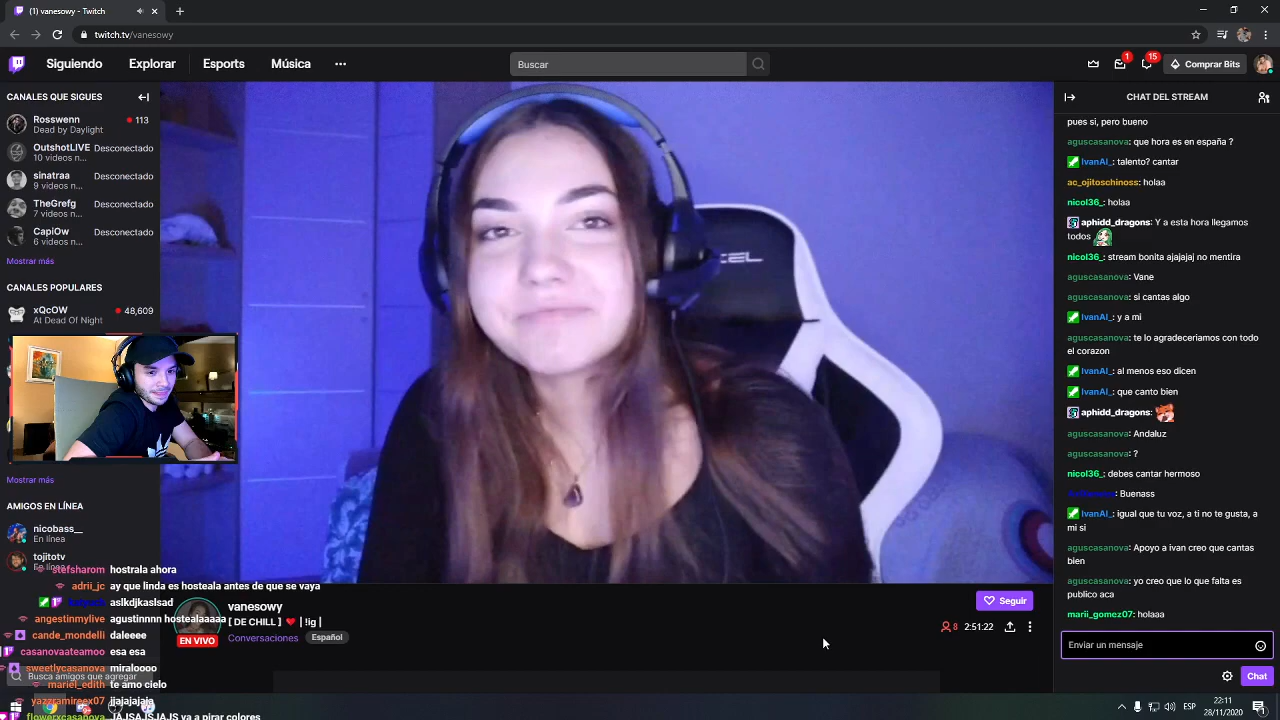 (1) vanesowy - Twitch
twitch.tv/vanesowy
Siguiendo
Explorar
Esports
Música
Buscar
1
15
Comprar Bits
CANALES QUE SIGUES
Rosswenn
113
Dead by Daylight
OutshotLIVE
Desconectado
10 videos n...
sinatraa
Desconectado
9 videos n...
TheGrefg
Desconectado
7 videos n...
CapiOw
Desconectado
6 videos n...
Mostrar más
CANALES POPULARES
xQcOW
48,609
At Dead Of Night
Mostrar más
AMIGOS EN LÍNEA
nicobass__
En línea
tojitotv
En línea
stefsharom hostrala ahora
adrii_jc ay que linda es hosteala antes de que se vaya
aslkdjkaslsad
angestinmylive agustinnnn hostealaaaaa
cande_mondelli daleeee
casanovaateamoo esa esa
sweetlycasanova miraloooo
Busca amigos que agregar
mariel_edith te amo cielo
yazzramireex07 jjajajajaja
flowerxcasanova JAJSAJSJAJS va a pirar colores
CEL
vanesowy
[ DE CHILL ] ❤ | !ig |
EN VIVO
Conversaciones
Español
Seguir
8
2:51:22
CHAT DEL STREAM
pues si, pero bueno
aguscasanova: que hora es en españa ?
IvanAl_: talento? cantar
ac_ojitoschinoss: holaa
nicol36_: holaa
aphidd_dragons: Y a esta hora llegamos
todos
nicol36_: stream bonita ajajajaj no mentira
aguscasanova: Vane
aguscasanova: si cantas algo
IvanAl_: y a mi
aguscasanova: te lo agradeceriamos con todo
el corazon
IvanAl_: al menos eso dicen
IvanAl_: que canto bien
aphidd_dragons:
aguscasanova: Andaluz
aguscasanova: ?
nicol36_: debes cantar hermoso
: Buenass
IvanAl_: igual que tu voz, a ti no te gusta, a
mi si
aguscasanova: Apoyo a ivan creo que cantas
bien
aguscasanova: yo creo que lo que falta es
publico aca
marii_gomez07: holaaa
Enviar un mensaje
Chat
ESP
22:11
28/11/2020